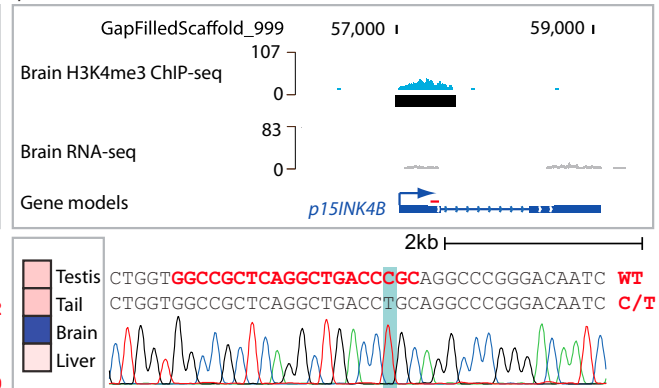 GapFilledScaffold_999 57,000 59,000
107
Brain H3K4me3 ChIP-seq
0
83
Brain RNA-seq
0
Gene models p15INK4B
2kb
Testis CTGGTGGCCGCTCAGGCTGACCCGCAGGCCCGGGACAATC WT
Tail CTGGTGGCCGCTCAGGCTGACCTGCAGGCCCGGGACAATC C/T
Brain
Liver